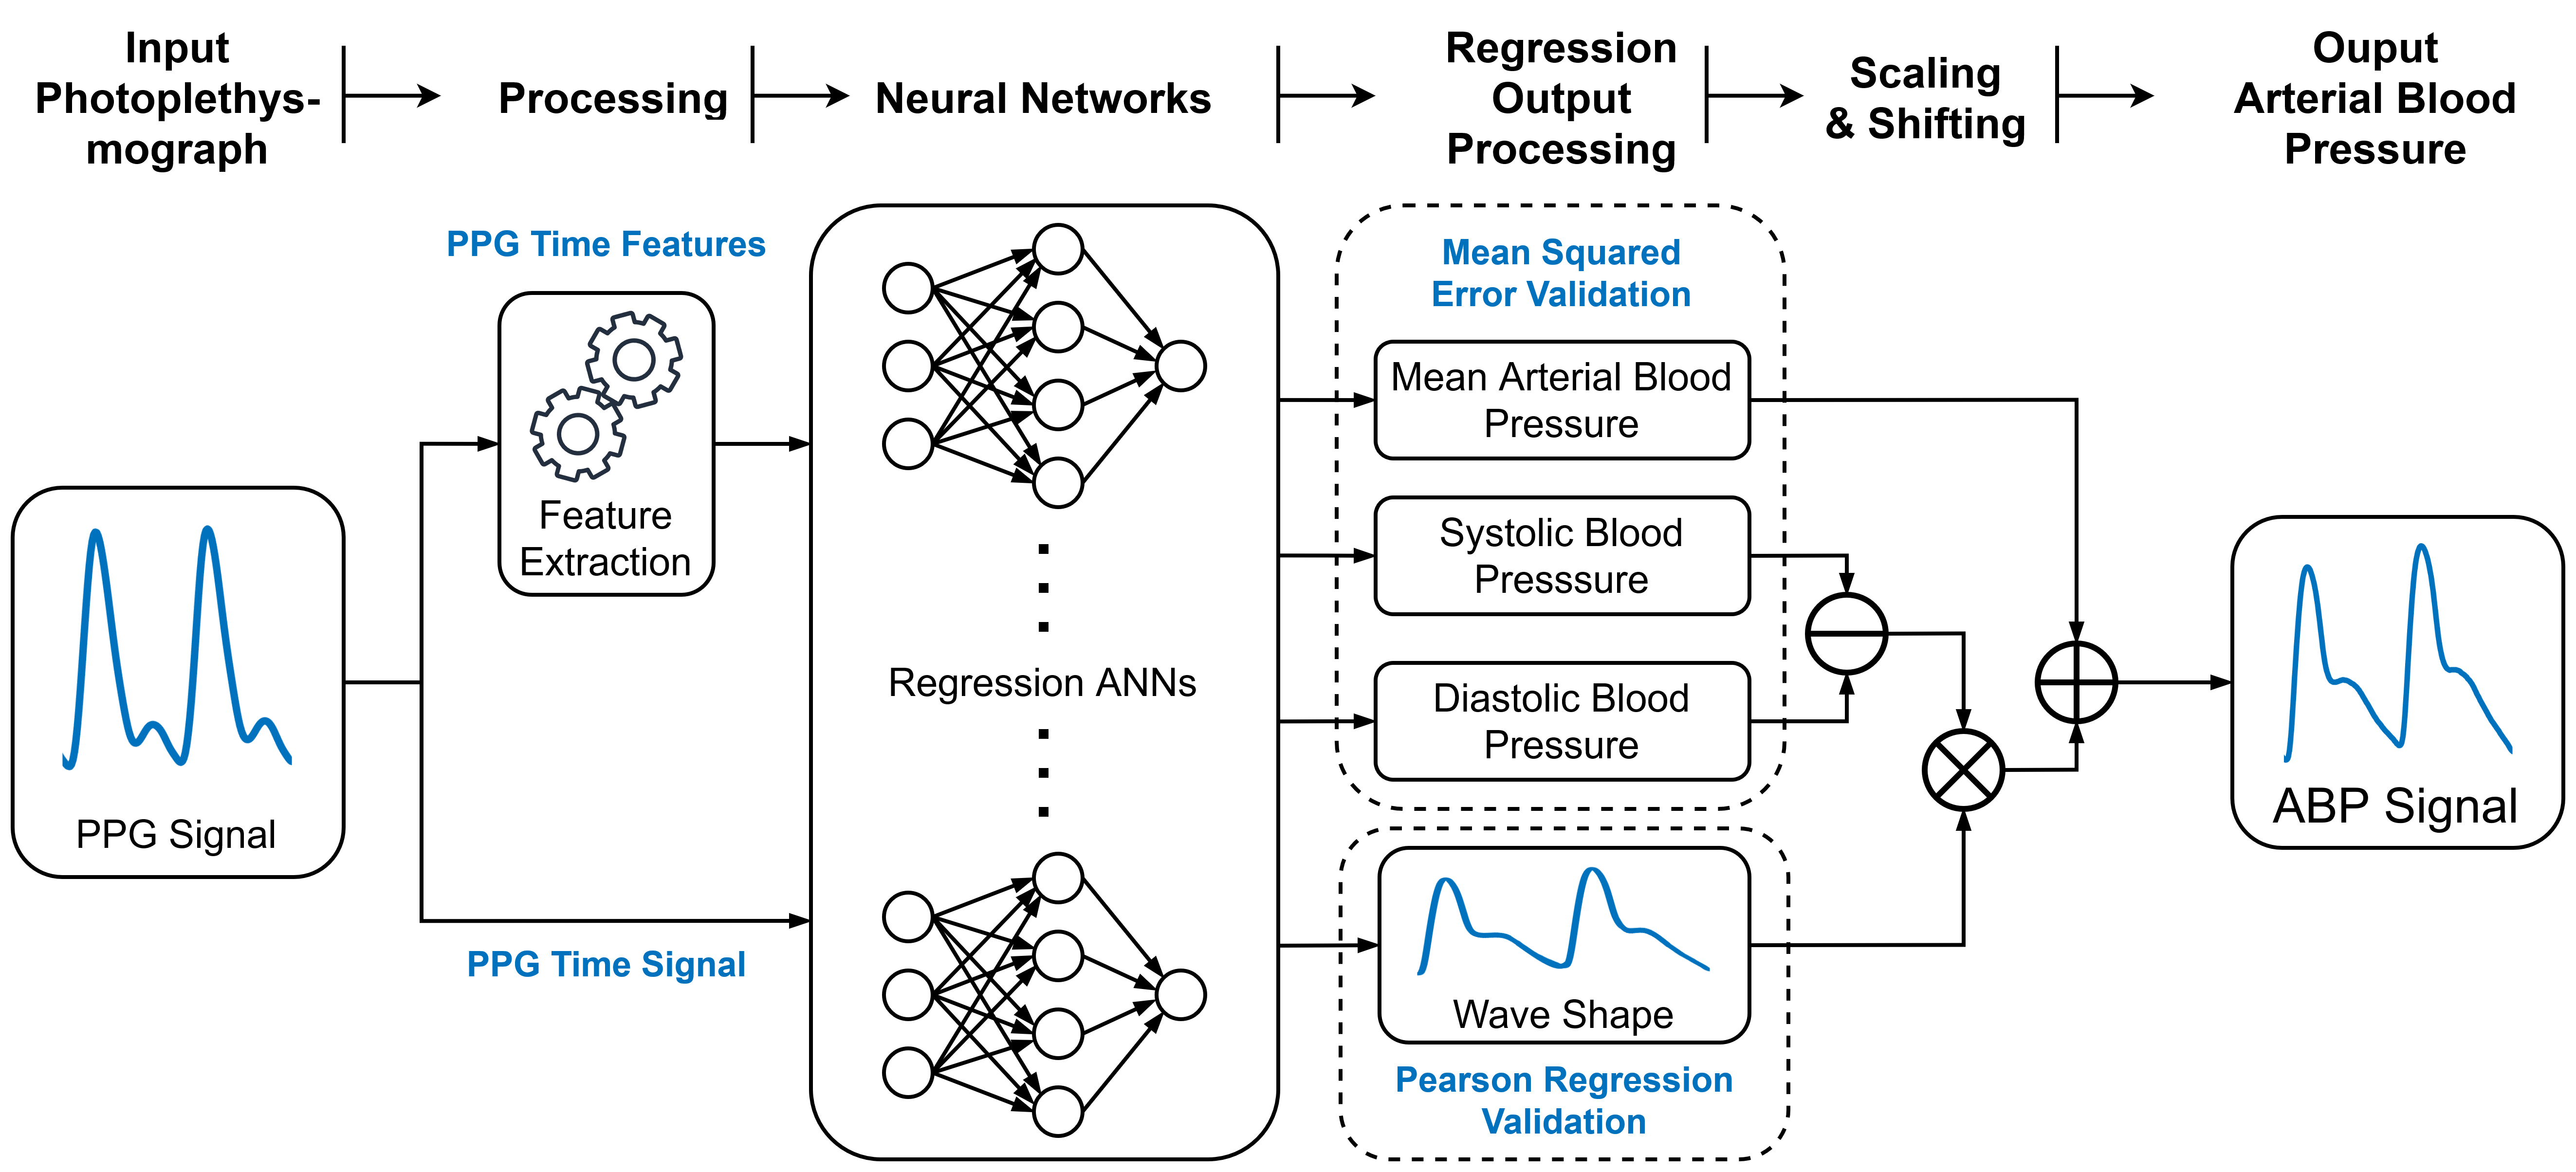 Input
Photoplethys-
mograph
Processing
Neural Networks
Regression
Output
Processing
Scaling
& Shifting
Ouput
Arterial Blood
Pressure
PPG Time Features
Feature
Extraction
PPG Signal
PPG Time Signal
Regression ANNs
Mean Squared
Error Validation
Mean Arterial Blood
Pressure
Systolic Blood
Presssure
Diastolic Blood
Pressure
Wave Shape
Pearson Regression
Validation
ABP Signal